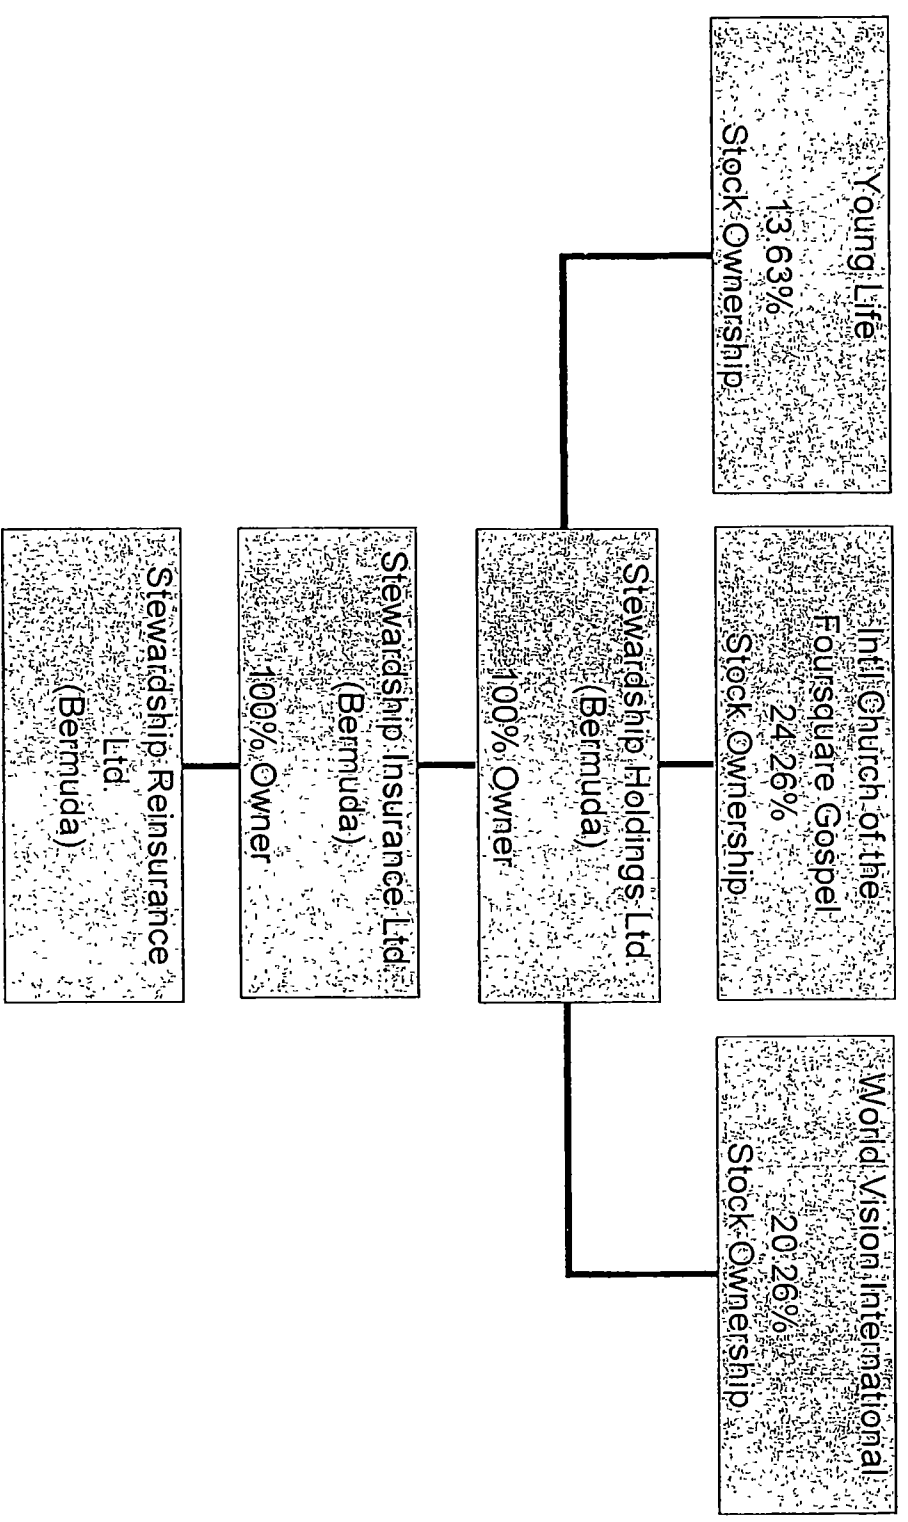 Young Life
13.63%
Stock Ownership
Int'l Church of the
Foursquare Gospel
24.26%
Stock Ownership
World Vision International
20.26%
Stock Ownership
Stewardship Holdings Ltd
(Bermuda)
100% Owner
Stewardship Insurance Ltd
(Bermuda)
100% Owner
Stewardship Reinsurance
Ltd.
(Bermuda)